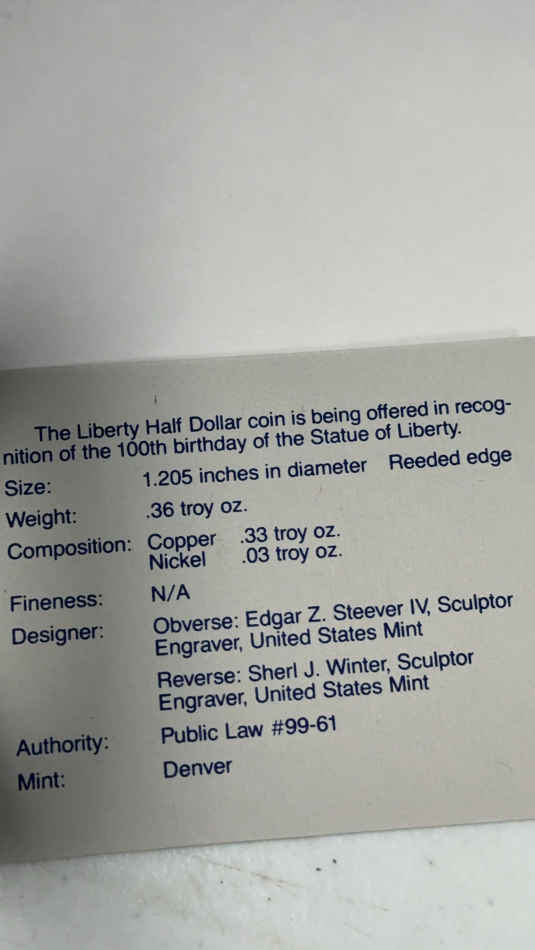 The Liberty Half Dollar coin is being offered in recog-
nition of the 100th birthday of the Statue of Liberty.
Size: 1.205 inches in diameter Reeded edge
Weight: .36 troy oz.
Composition: Copper .33 troy oz.
Nickel .03 troy oz.
Fineness: N/A
Designer: Obverse: Edgar Z. Steever IV, Sculptor
Engraver, United States Mint
Reverse: Sherl J. Winter, Sculptor
Engraver, United States Mint
Authority: Public Law #99-61
Mint: Denver